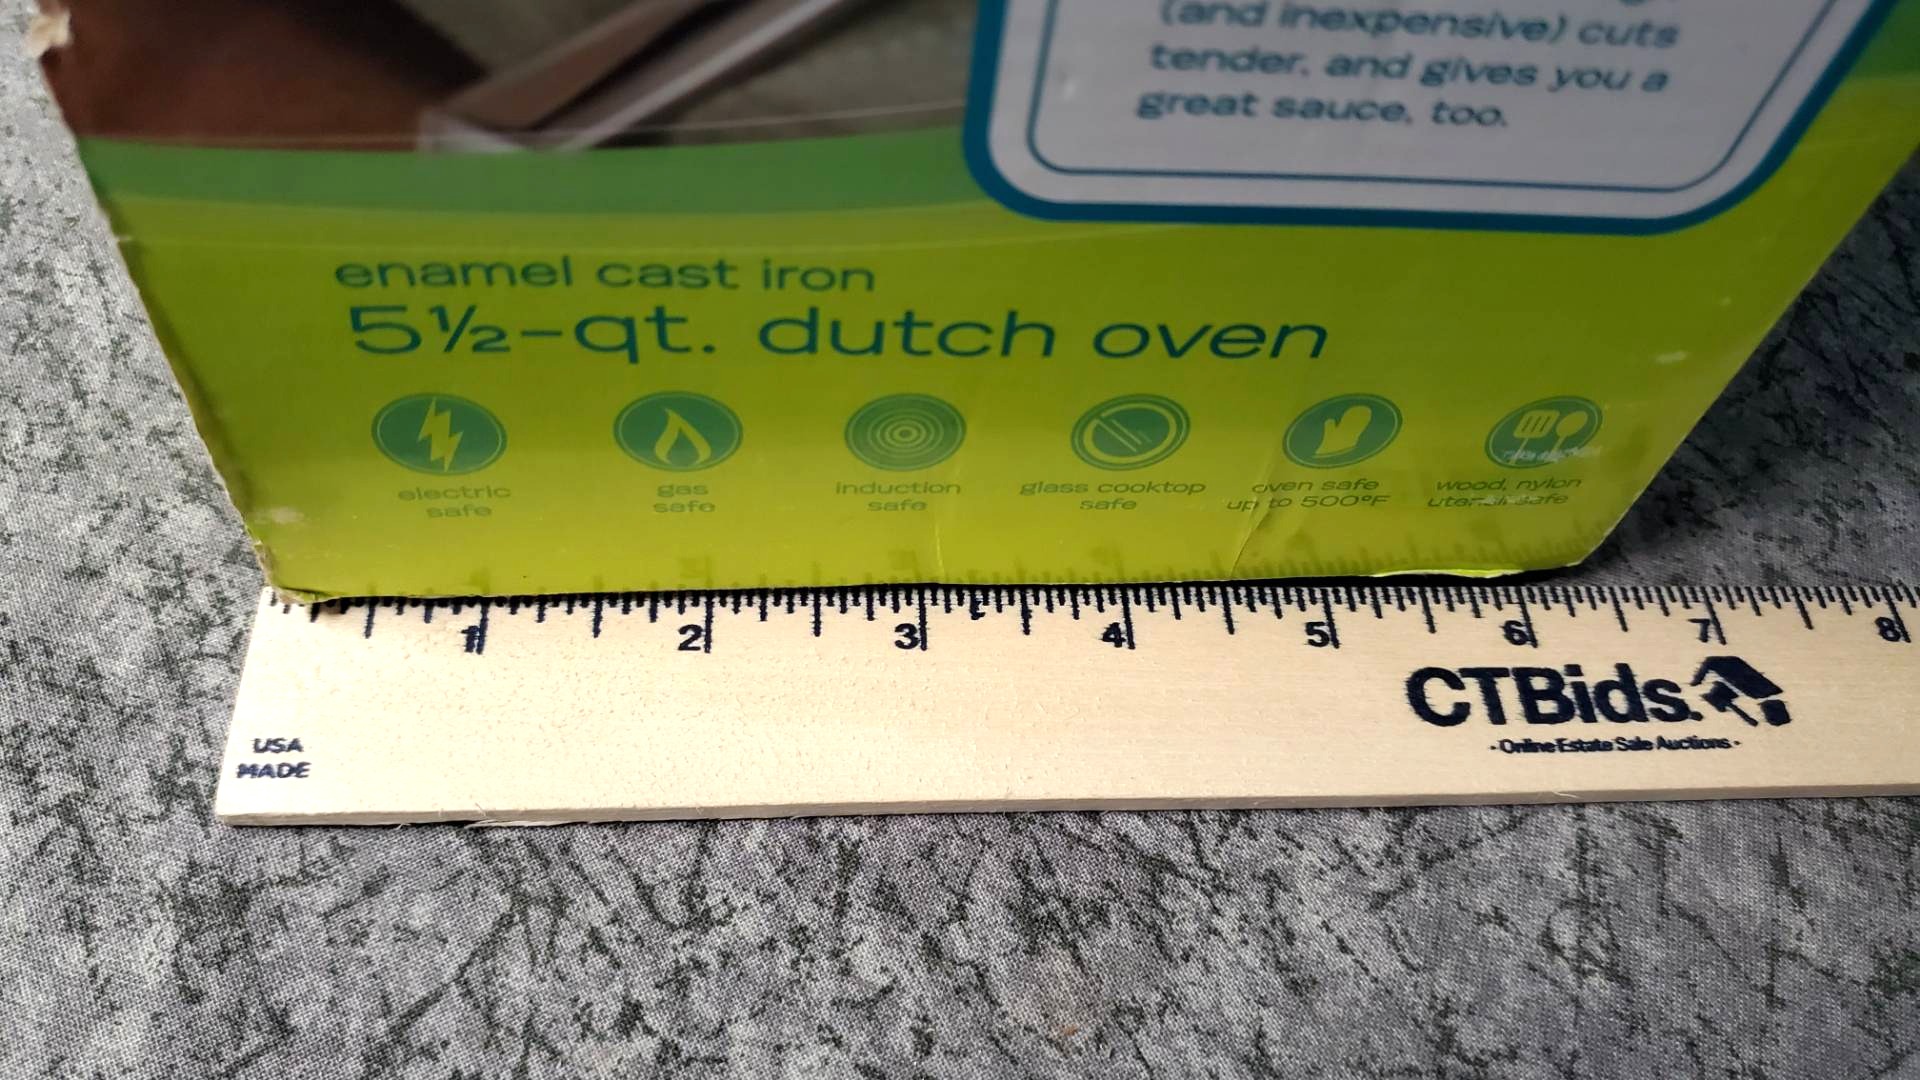 (and inexpensive) cuts
tender, and gives you a
great sauce, too.
enamel cast iron
5½-qt. dutch oven
electric
safe
gas
safe
induction
safe
glass cooktop
safe
oven safe
up to 500°F
wood, nylon
utensil safe
1 2 3 4 5 6 7 8
CTBids.
- Online Estate Sale Auctions -
USA
MADE